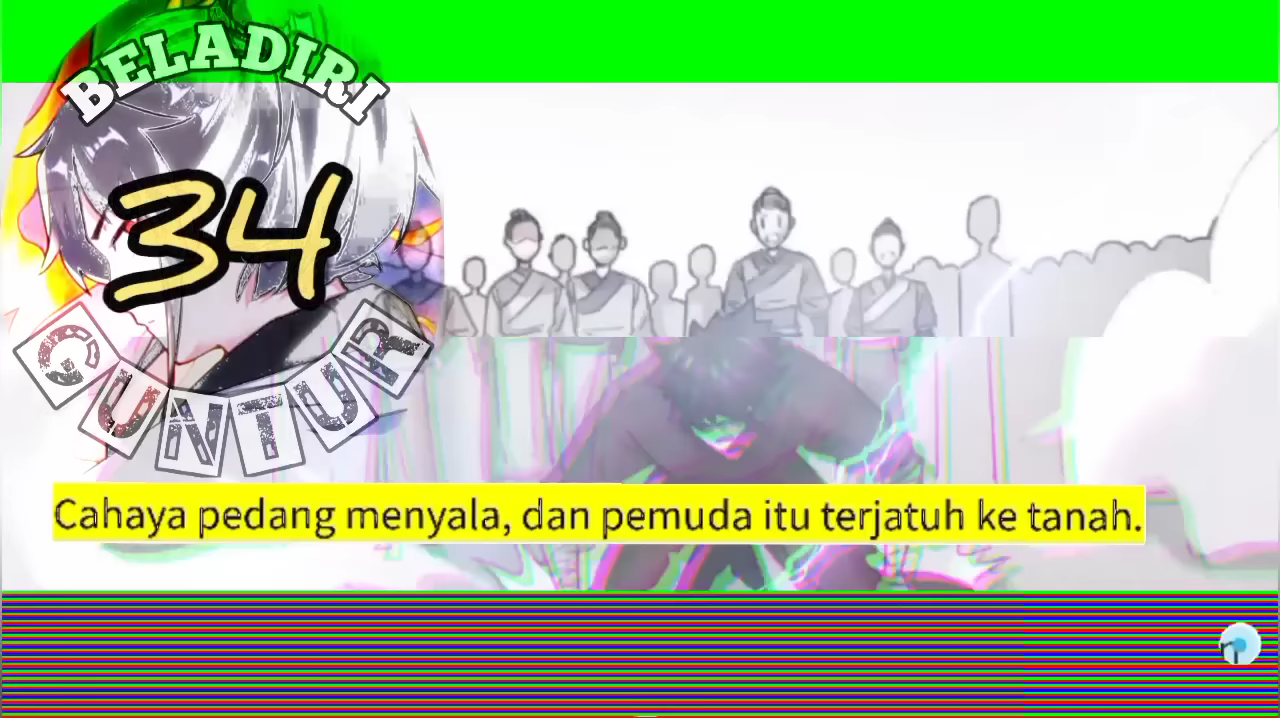 BELADIRI
34
GUNTUR
Cahaya pedang menyala, dan pemuda itu terjatuh ke tanah.